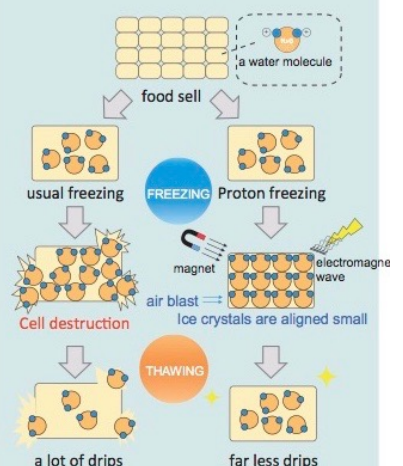 a water molecule
food sell
usual freezing
FREEZING
Proton freezing
magnet
electromagne
wave
air blast
Cell destruction
Ice crystals are aligned small
THAWING
a lot of drips
far less drips